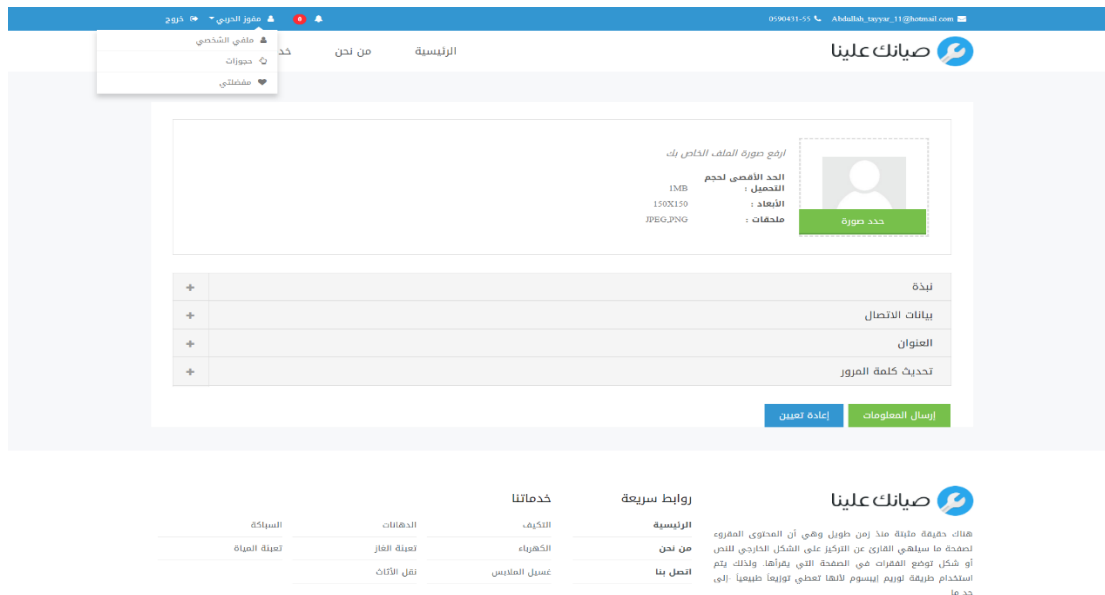 Abdullah_tayyar_11@hotmail.com 0590431-55
0 مفوز الحربي خروج
صيانك علينا
الرئيسية من نحن خد
ملفي الشخصي
حجوزات
مفضلتي
ارفع صورة الملف الخاص بك
الحد الأقصى لحجم
التحميل : 1MB
الأبعاد : 150X150
ملحقات : JPEG,PNG
حدد صورة
نبذة
بيانات الاتصال
العنوان
تحديث كلمة المرور
إرسال المعلومات إعادة تعيين
صيانك علينا
هناك حقيقة مثبتة منذ زمن طويل وهي أن المحتوى المقروء
لصفحة ما سيلهي القارئ عن التركيز على الشكل الخارجي للنص
أو شكل توضع الفقرات في الصفحة التي يقرأها. ولذلك يتم
استخدام طريقة لوريم إيبسوم لأنها تعطي توزيعاَ طبيعياَ -إلى
حد ما
روابط سريعة
الرئيسية
من نحن
اتصل بنا
خدماتنا
التكيف الدهانات السباكة
الكهرباء تعبئة الغاز تعبئة المياة
غسيل الملابس نقل الأثاث